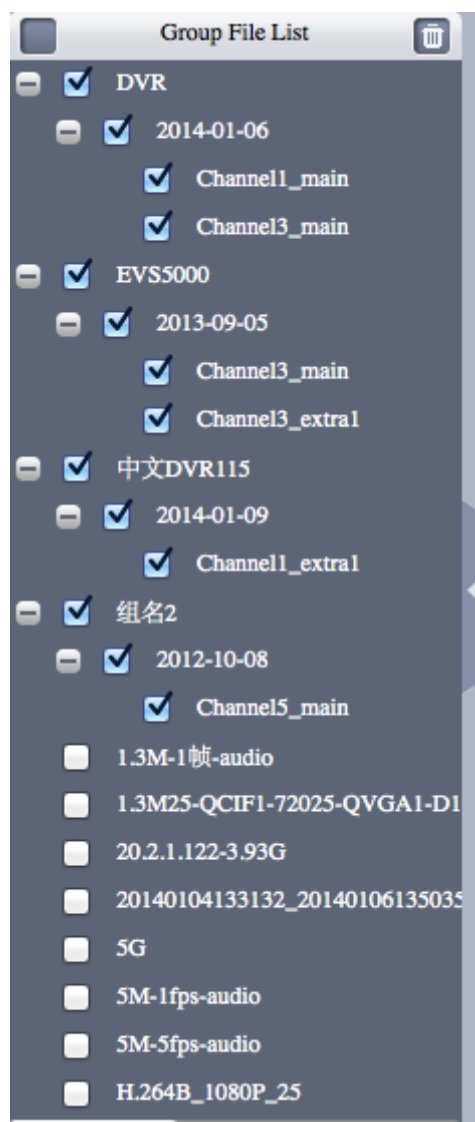 Group File List
DVR
2014-01-06
Channel1_main
Channel3_main
EVS5000
2013-09-05
Channel3_main
Channel3_extra1
中文DVR115
2014-01-09
Channel1_extra1
组名2
2012-10-08
Channel5_main
1.3M-1帧-audio
1.3M25-QCIF1-72025-QVGA1-D1
20.2.1.122-3.93G
20140104133132_20140106135035
5G
5M-1fps-audio
5M-5fps-audio
H.264B_1080P_25